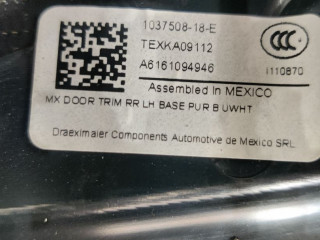 1037508-18-E
TEXKA09112
A6161094946
I110870
Assembled In MEXICO
MX DOOR TRIM RR LH BASE PUR B UWHT
Draexlmaier Components Automotive de Mexico SRL